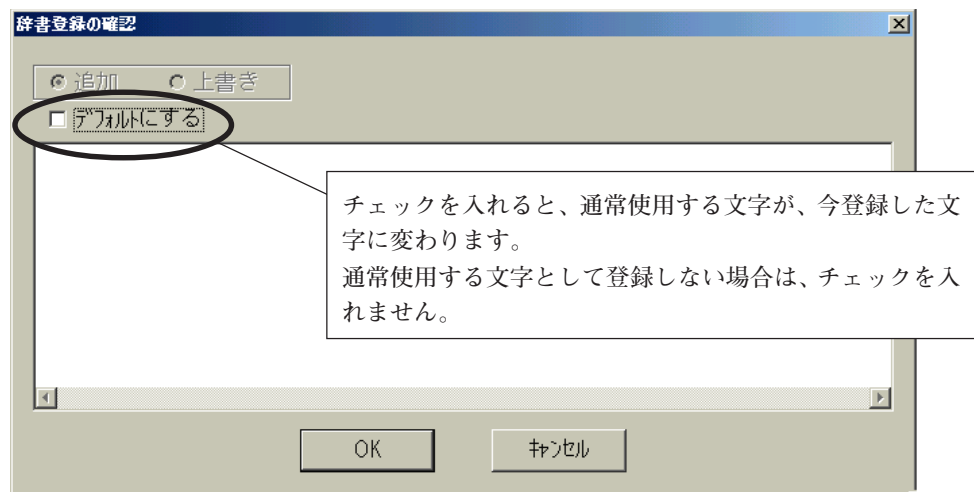 辞書登録の確認
追加 上書き
デフォルトにする
チェックを入れると、通常使用する文字が、今登録した文
字に変わります。
通常使用する文字として登録しない場合は、チェックを入
れません。
OK キャンセル